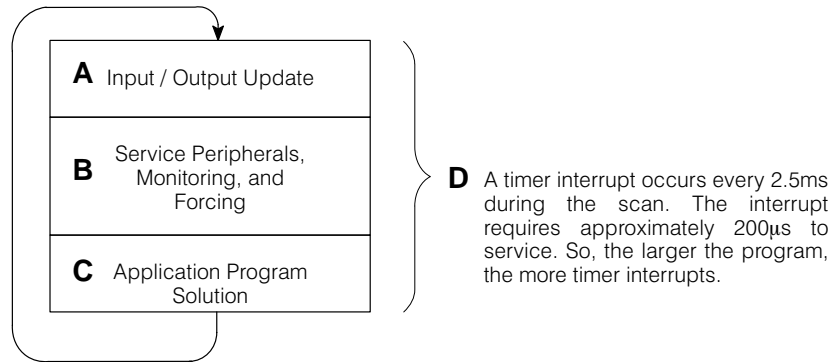 A Input / Output Update
B Service Peripherals,
Monitoring, and
Forcing
C Application Program
Solution
D A timer interrupt occurs every 2.5ms
during the scan. The interrupt
requires approximately 200μs to
service. So, the larger the program,
the more timer interrupts.